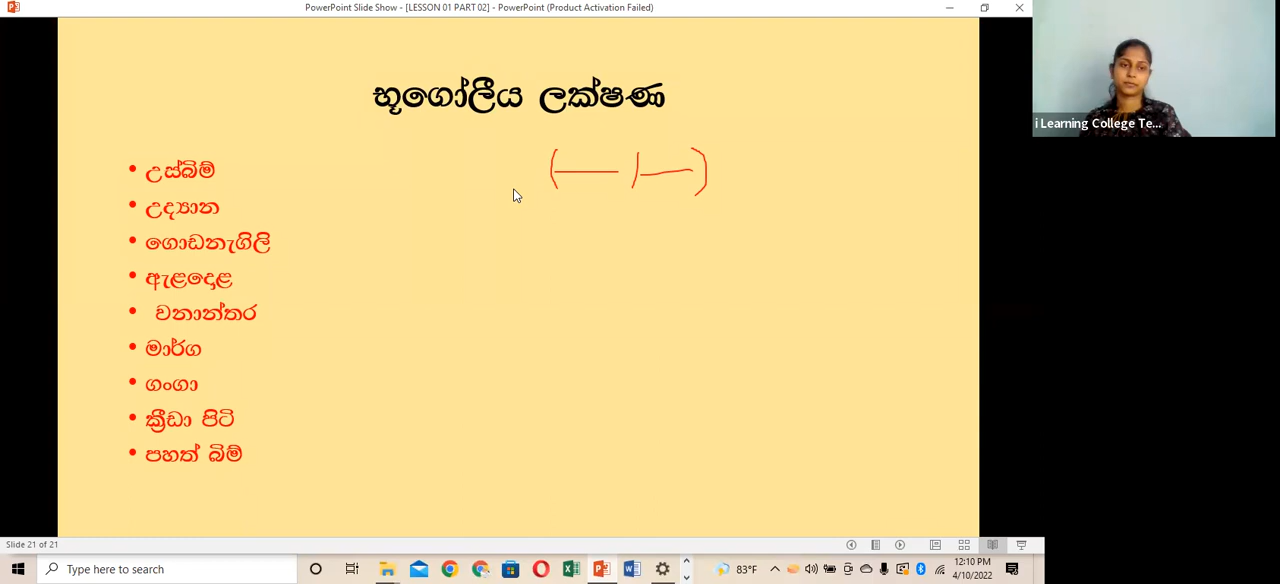 PowerPoint Slide Show - [LESSON 01 PART 02] - PowerPoint (Product Activation Failed)
භූගෝලීය ලක්ෂණ
i Learning College Te...
• උස්බිම්
• උද්‍යාන
• ගොඩනැගිලි
• ඇළදොළ
• වනාන්තර
• මාර්ග
• ගංගා
• ක්‍රීඩා පිටි
• පහත් බිම්
Slide 21 of 21
Type here to search
83°F
12:10 PM
4/10/2022